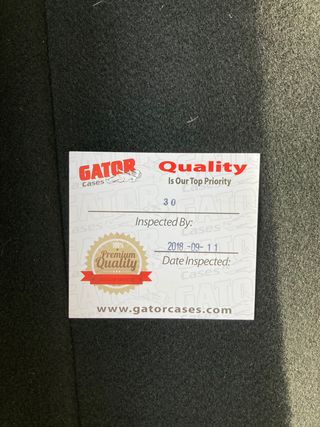 GATOR
Cases
Quality
Is Our Top Priority
30
Inspected By:
2018-09-11
Date Inspected:
100%
Premium
Quality
www.gatorcases.com